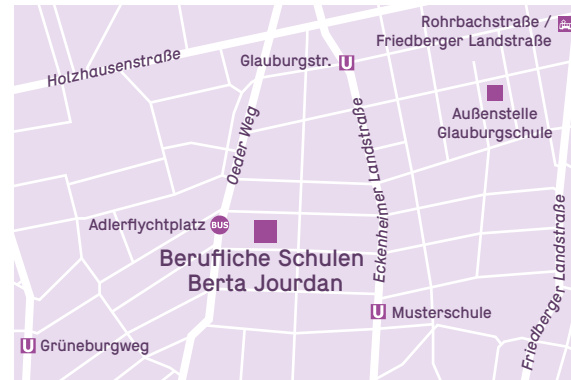 Rohrbachstraße /
Friedberger Landstraße
Holzhausenstraße
Glauburgstr. U
Außenstelle
Glauburgschule
Oeder Weg
Eckenheimer Landstraße
Adlerflychtplatz BUS
Berufliche Schulen
Berta Jourdan
Friedberger Landstraße
U Musterschule
U Grüneburgweg